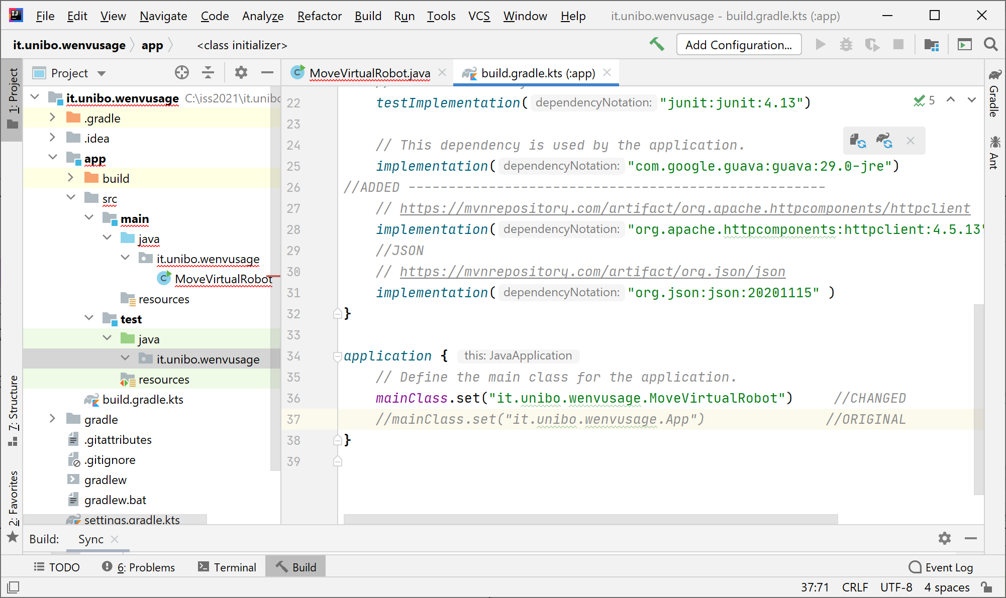 File Edit View Navigate Code Analyze Refactor Build Run Tools VCS Window Help it.unibo.wenvusage - build.gradle.kts (:app)
it.unibo.wenvusage app <class initializer> Add Configuration...
1: Project
7: Structure
2: Favorites
Project
it.unibo.wenvusage C:\iss2021\it.unibo
.gradle
.idea
app
build
src
main
java
it.unibo.wenvusage
MoveVirtualRobot
resources
test
java
it.unibo.wenvusage
resources
build.gradle.kts
gradle
.gitattributes
.gitignore
gradlew
gradlew.bat
settings.gradle.kts
MoveVirtualRobot.java build.gradle.kts (:app)
5
22 testImplementation( dependencyNotation: "junit:junit:4.13")
23
24 // This dependency is used by the application.
25 implementation( dependencyNotation: "com.google.guava:guava:29.0-jre")
26 //ADDED ----------------------------------------------------
27 // https://mvnrepository.com/artifact/org.apache.httpcomponents/httpclient
28 implementation( dependencyNotation: "org.apache.httpcomponents:httpclient:4.5.13"
29 //JSON
30 // https://mvnrepository.com/artifact/org.json/json
31 implementation( dependencyNotation: "org.json:json:20201115" )
32 }
33
34 application { this: JavaApplication
35 // Define the main class for the application.
36 mainClass.set("it.unibo.wenvusage.MoveVirtualRobot") //CHANGED
37 //mainClass.set("it.unibo.wenvusage.App") //ORIGINAL
38 }
39
Gradle
Ant
Build: Sync
TODO 6: Problems Terminal Build Event Log
37:71 CRLF UTF-8 4 spaces